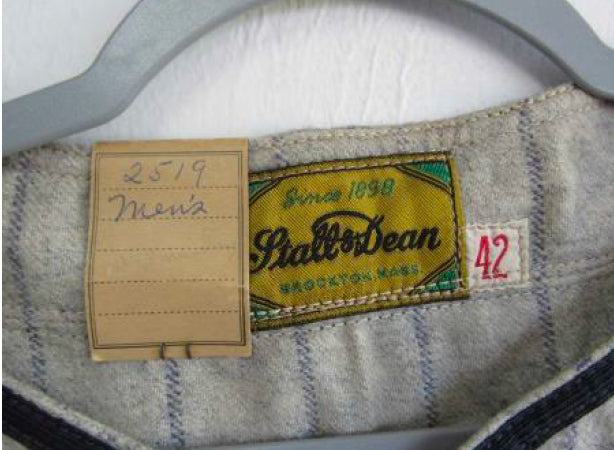 2519
Men's
Since 1898
Stall & Dean
BROCKTON, MASS
42